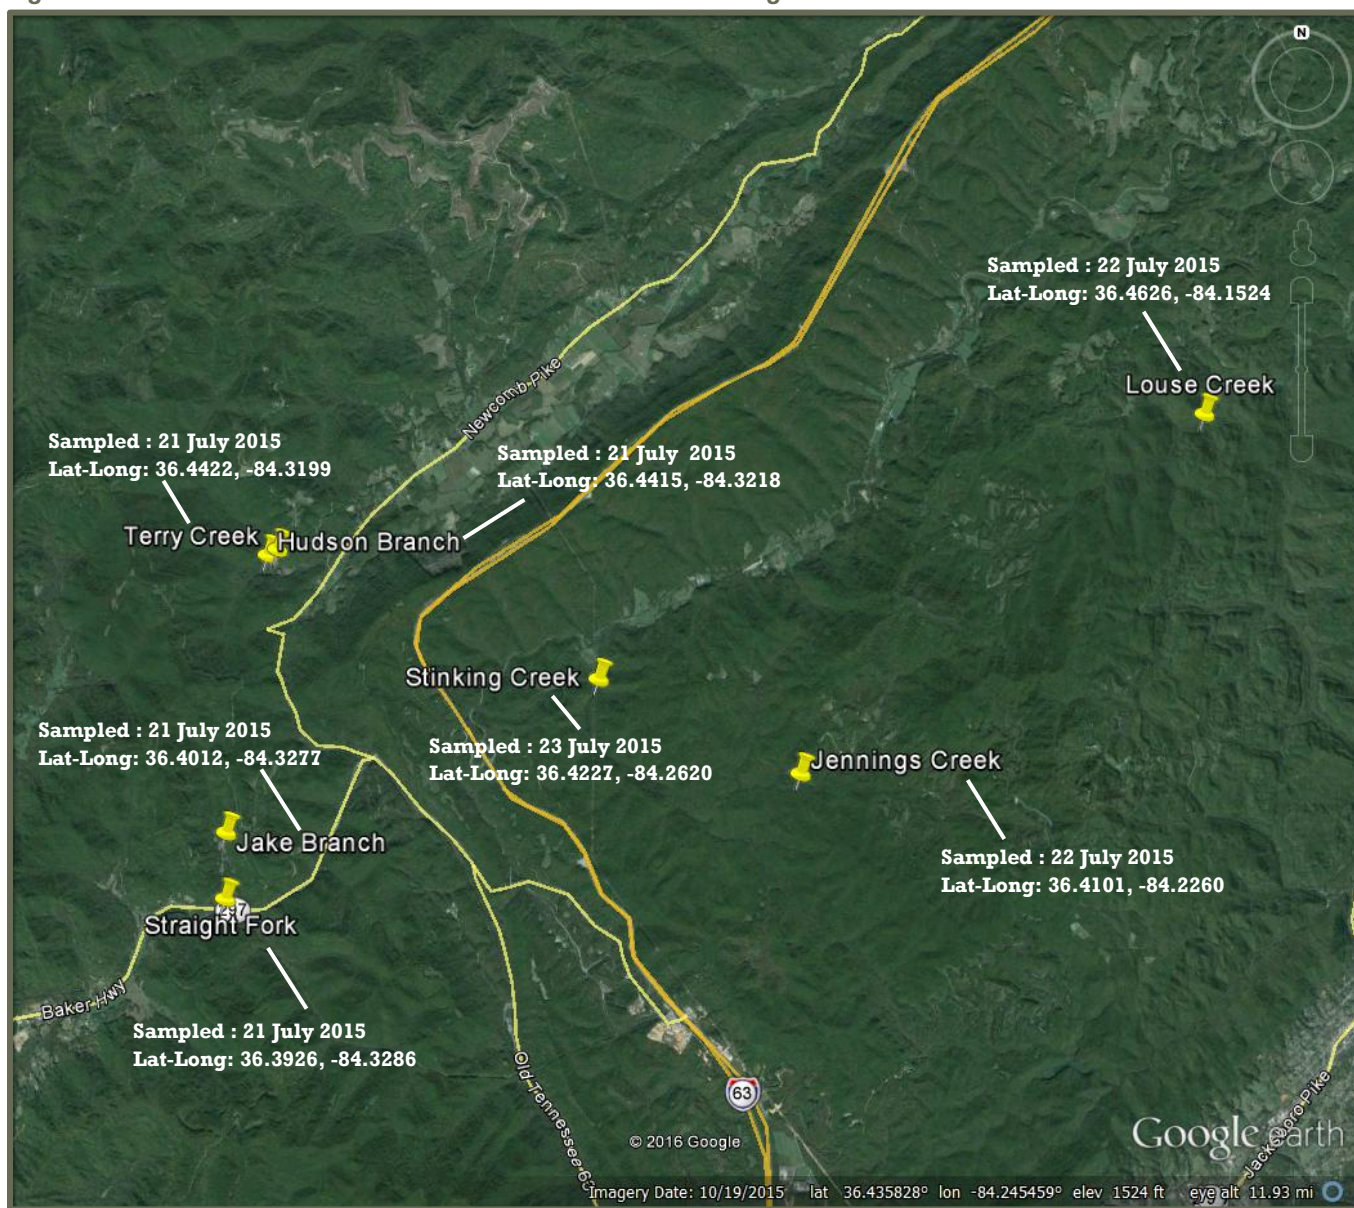 N
Sampled : 22 July 2015
Lat-Long: 36.4626, -84.1524
Louse Creek
Newcomb Pike
Sampled : 21 July 2015
Lat-Long: 36.4422, -84.3199
Sampled : 21 July  2015
Lat-Long: 36.4415, -84.3218
Terry Creek
Hudson Branch
Stinking Creek
Sampled : 23 July 2015
Lat-Long: 36.4227, -84.2620
Sampled : 21 July 2015
Lat-Long: 36.4012, -84.3277
Jennings Creek
Jake Branch
Sampled : 22 July 2015
Lat-Long: 36.4101, -84.2260
297
Straight Fork
Baker Hwy
Sampled : 21 July 2015
Lat-Long: 36.3926, -84.3286
Old Tennessee 63
63
Jacksboro Pike
© 2016 Google
Google earth
Imagery Date: 10/19/2015 lat 36.435828° lon -84.245459° elev 1524 ft eye alt 11.93 mi